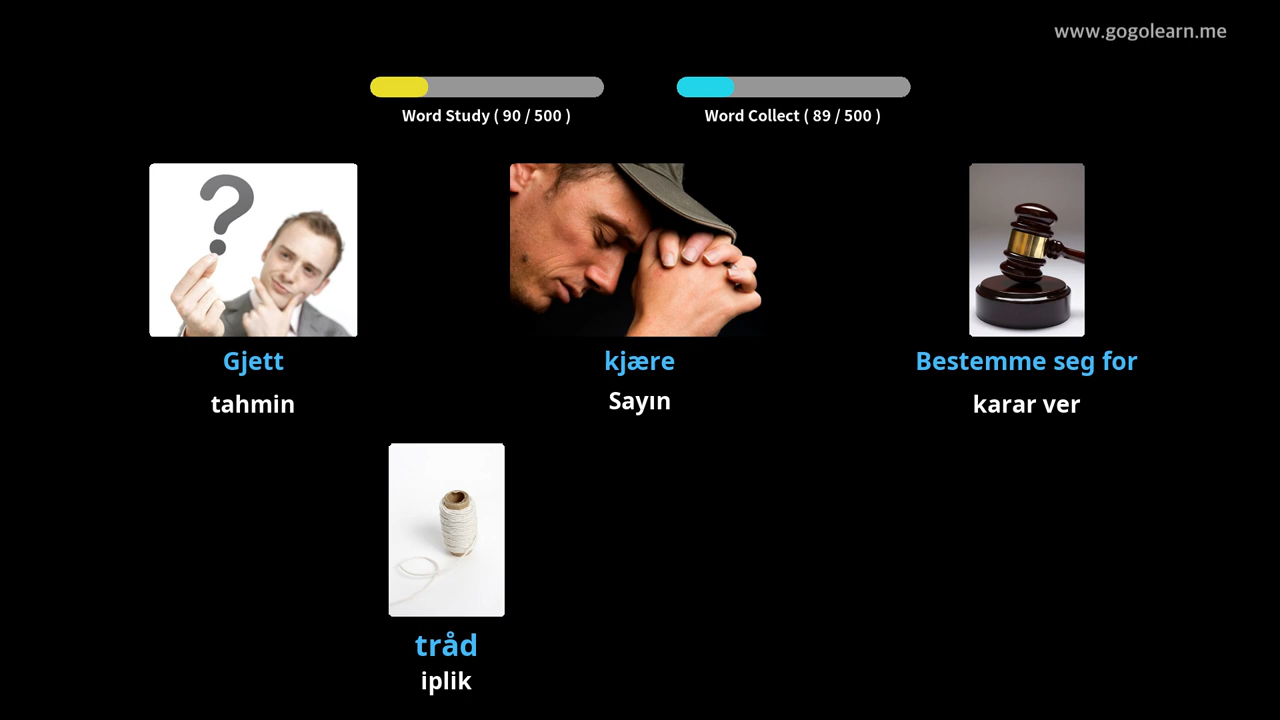 www.gogolearn.me
Word Study ( 90 / 500 )
Word Collect ( 89 / 500 )
Gjett
tahmin
kjære
Sayın
Bestemme seg for
karar ver
tråd
iplik